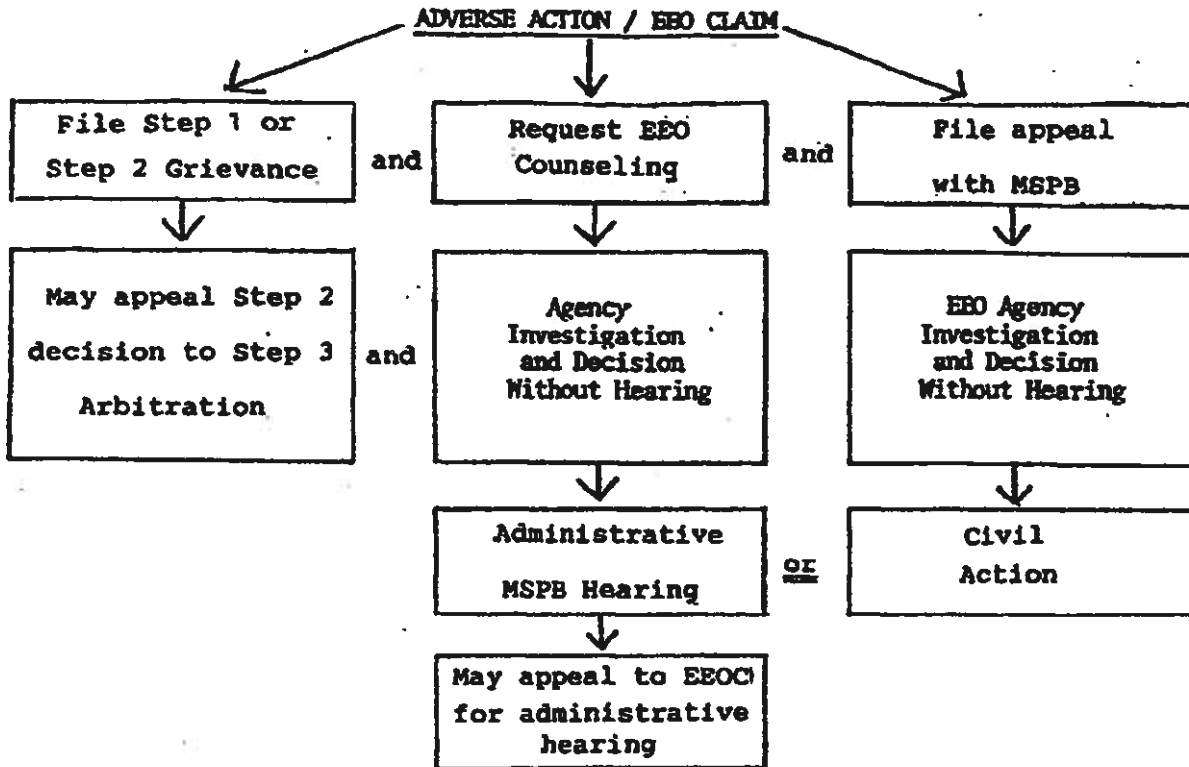 ADVERSE ACTION / EEO CLAIM
File Step 1 or
Step 2 Grievance
and
Request EEO
Counseling
and
File appeal
with MSPB
May appeal Step 2
decision to Step 3
Arbitration
and
Agency
Investigation
and Decision
Without Hearing
EEO Agency
Investigation
and Decision
Without Hearing
Administrative
MSPB Hearing
or
Civil
Action
May appeal to EEOC
for administrative
hearing